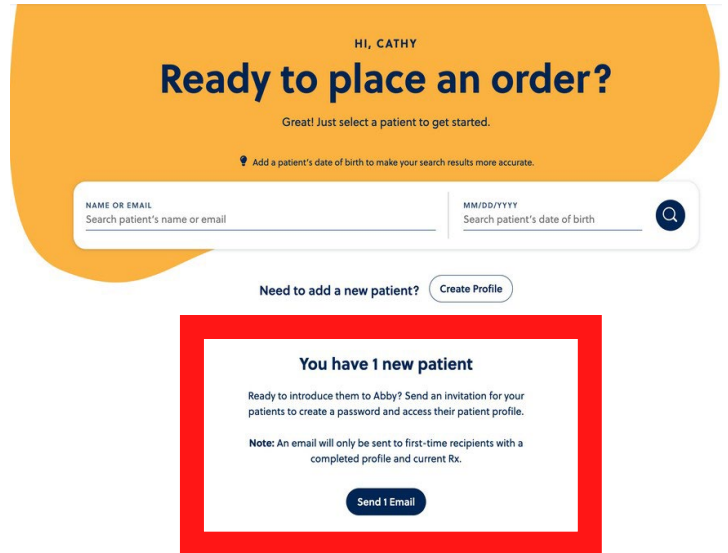 HI, CATHY
Ready to place an order?
Great! Just select a patient to get started.
Add a patient's date of birth to make your search results more accurate.
NAME OR EMAIL
Search patient's name or email
MM/DD/YYYY
Search patient's date of birth
Need to add a new patient?
Create Profile
You have 1 new patient
Ready to introduce them to Abby? Send an invitation for your
patients to create a password and access their patient profile.
Note: An email will only be sent to first-time recipients with a
completed profile and current Rx.
Send 1 Email